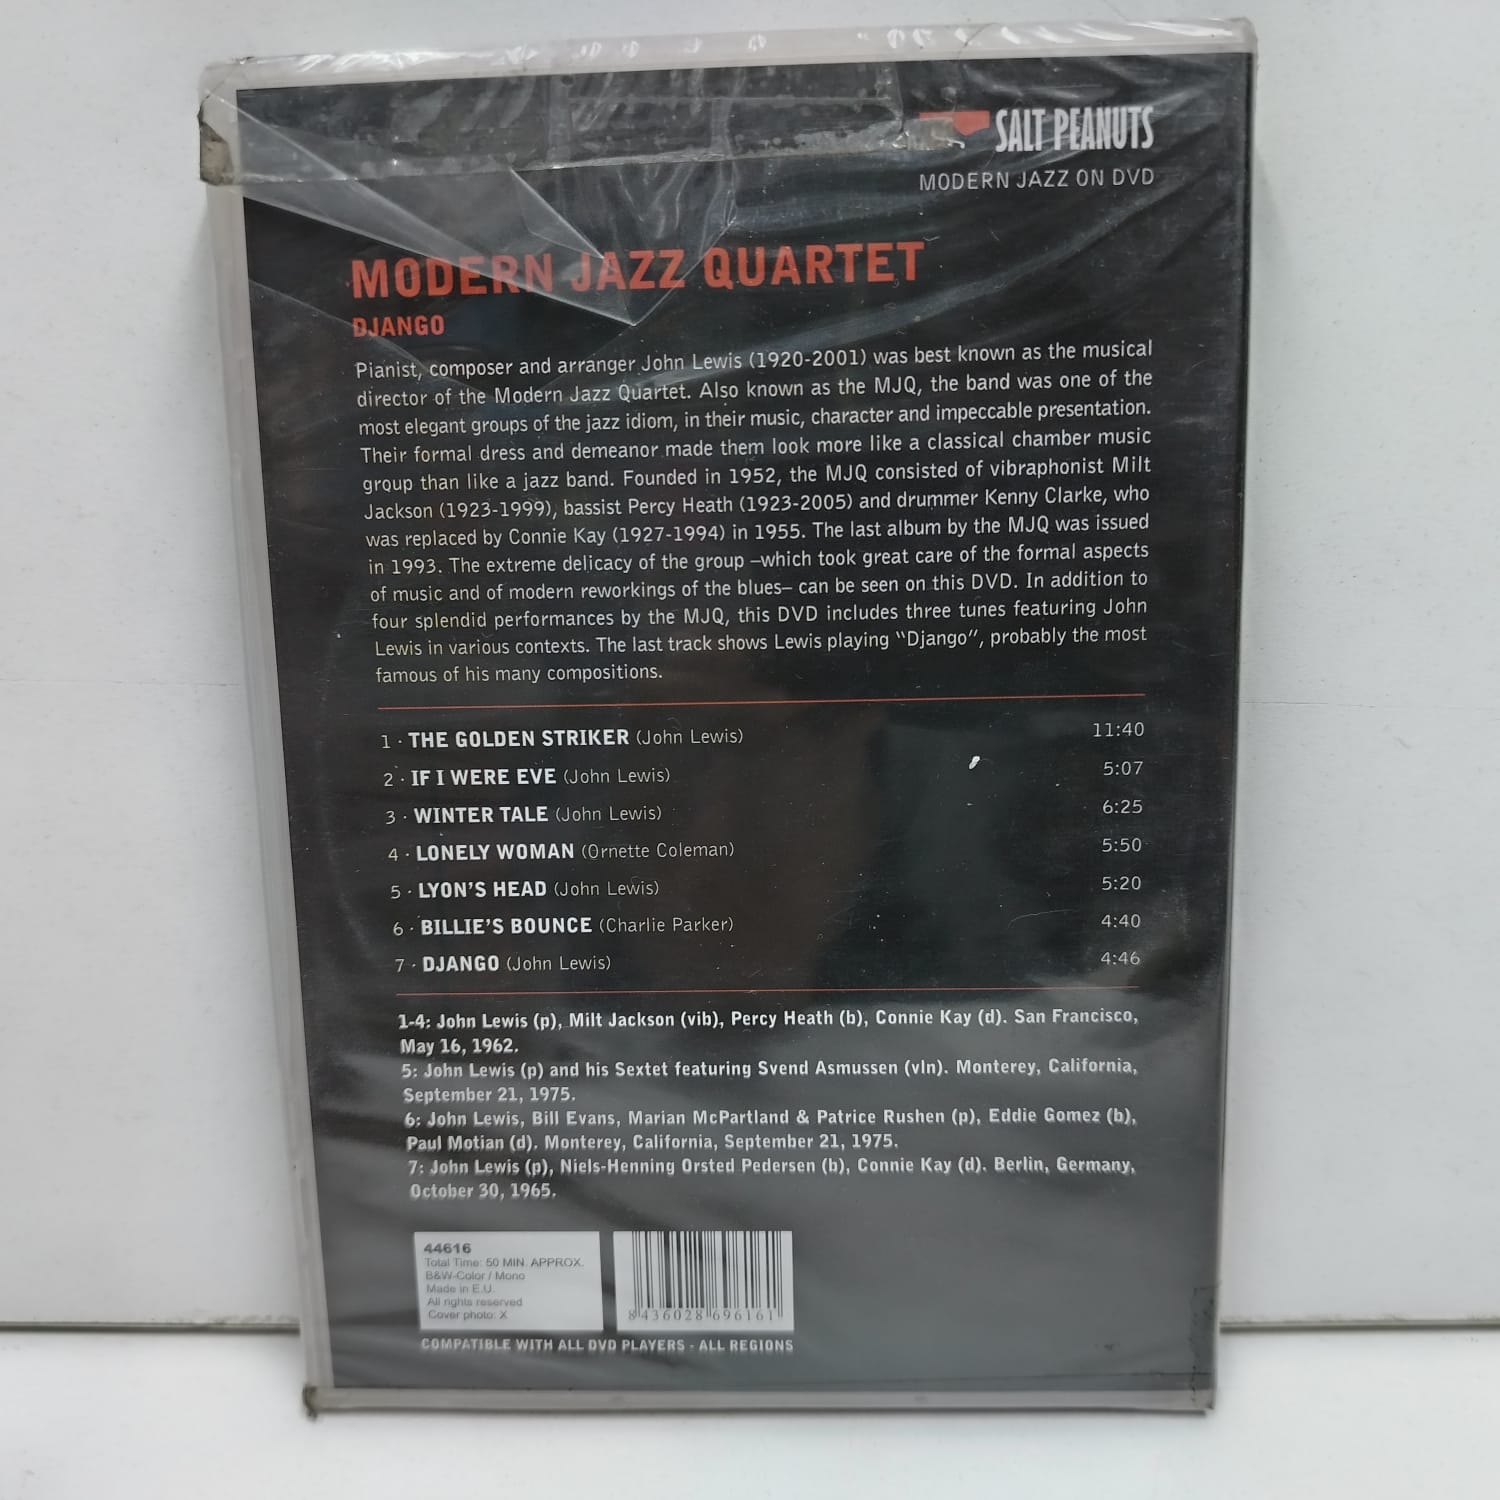 SALT PEANUTS
MODERN JAZZ ON DVD
MODERN JAZZ QUARTET
DJANGO
Pianist, composer and arranger John Lewis (1920-2001) was best known as the musical
director of the Modern Jazz Quartet. Also known as the MJQ, the band was one of the
most elegant groups of the jazz idiom, in their music, character and impeccable presentation.
Their formal dress and demeanor made them look more like a classical chamber music
group than like a jazz band. Founded in 1952, the MJQ consisted of vibraphonist Milt
Jackson (1923-1999), bassist Percy Heath (1923-2005) and drummer Kenny Clarke, who
was replaced by Connie Kay (1927-1994) in 1955. The last album by the MJQ was issued
in 1993. The extreme delicacy of the group –which took great care of the formal aspects
of music and of modern reworkings of the blues– can be seen on this DVD. In addition to
four splendid performances by the MJQ, this DVD includes three tunes featuring John
Lewis in various contexts. The last track shows Lewis playing “Django”, probably the most
famous of his many compositions.
1 · THE GOLDEN STRIKER (John Lewis) 11:40
2 · IF I WERE EVE (John Lewis) 5:07
3 · WINTER TALE (John Lewis) 6:25
4 · LONELY WOMAN (Ornette Coleman) 5:50
5 · LYON'S HEAD (John Lewis) 5:20
6 · BILLIE'S BOUNCE (Charlie Parker) 4:40
7 · DJANGO (John Lewis) 4:46
1-4: John Lewis (p), Milt Jackson (vib), Percy Heath (b), Connie Kay (d). San Francisco,
May 16, 1962.
5: John Lewis (p) and his Sextet featuring Svend Asmussen (vln). Monterey, California,
September 21, 1975.
6: John Lewis, Bill Evans, Marian McPartland & Patrice Rushen (p), Eddie Gomez (b),
Paul Motian (d). Monterey, California, September 21, 1975.
7: John Lewis (p), Niels-Henning Orsted Pedersen (b), Connie Kay (d). Berlin, Germany,
October 30, 1965.
44616
Total Time: 50 MIN. APPROX.
B&W-Color / Mono
Made in E.U.
All rights reserved
Cover photo: X
8 436028 696161
COMPATIBLE WITH ALL DVD PLAYERS - ALL REGIONS